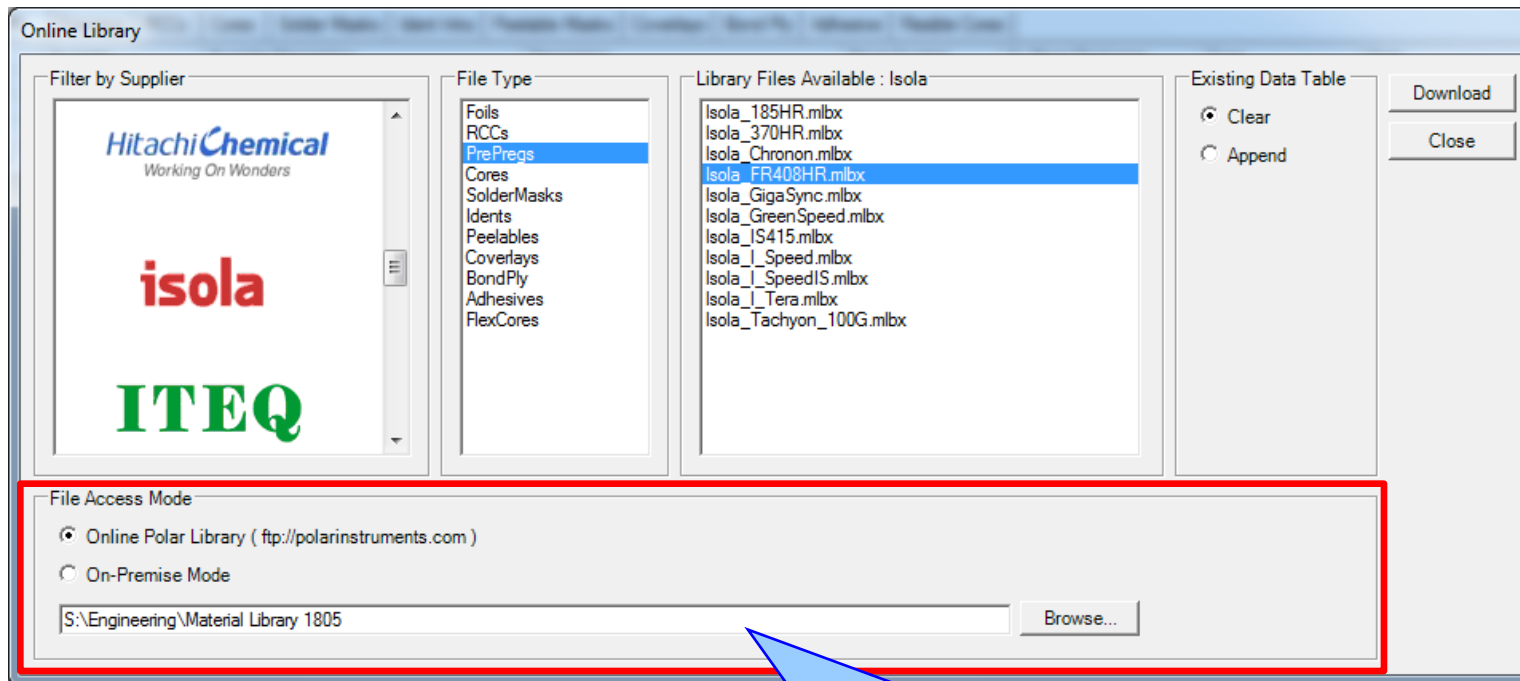 Online Library
Filter by Supplier
Hitachi Chemical
Working On Wonders
isola
ITEQ
File Type
Foils
RCCs
PrePregs
Cores
SolderMasks
Idents
Peelables
Coverlays
BondPly
Adhesives
FlexCores
Library Files Available : Isola
Isola_185HR.mlbx
Isola_370HR.mlbx
Isola_Chronon.mlbx
Isola_FR408HR.mlbx
Isola_GigaSync.mlbx
Isola_GreenSpeed.mlbx
Isola_IS415.mlbx
Isola_I_Speed.mlbx
Isola_I_SpeedIS.mlbx
Isola_I_Tera.mlbx
Isola_Tachyon_100G.mlbx
Existing Data Table
Clear
Append
Download
Close
File Access Mode
Online Polar Library ( ftp://polarinstruments.com )
On-Premise Mode
S:\Engineering\Material Library 1805
Browse...